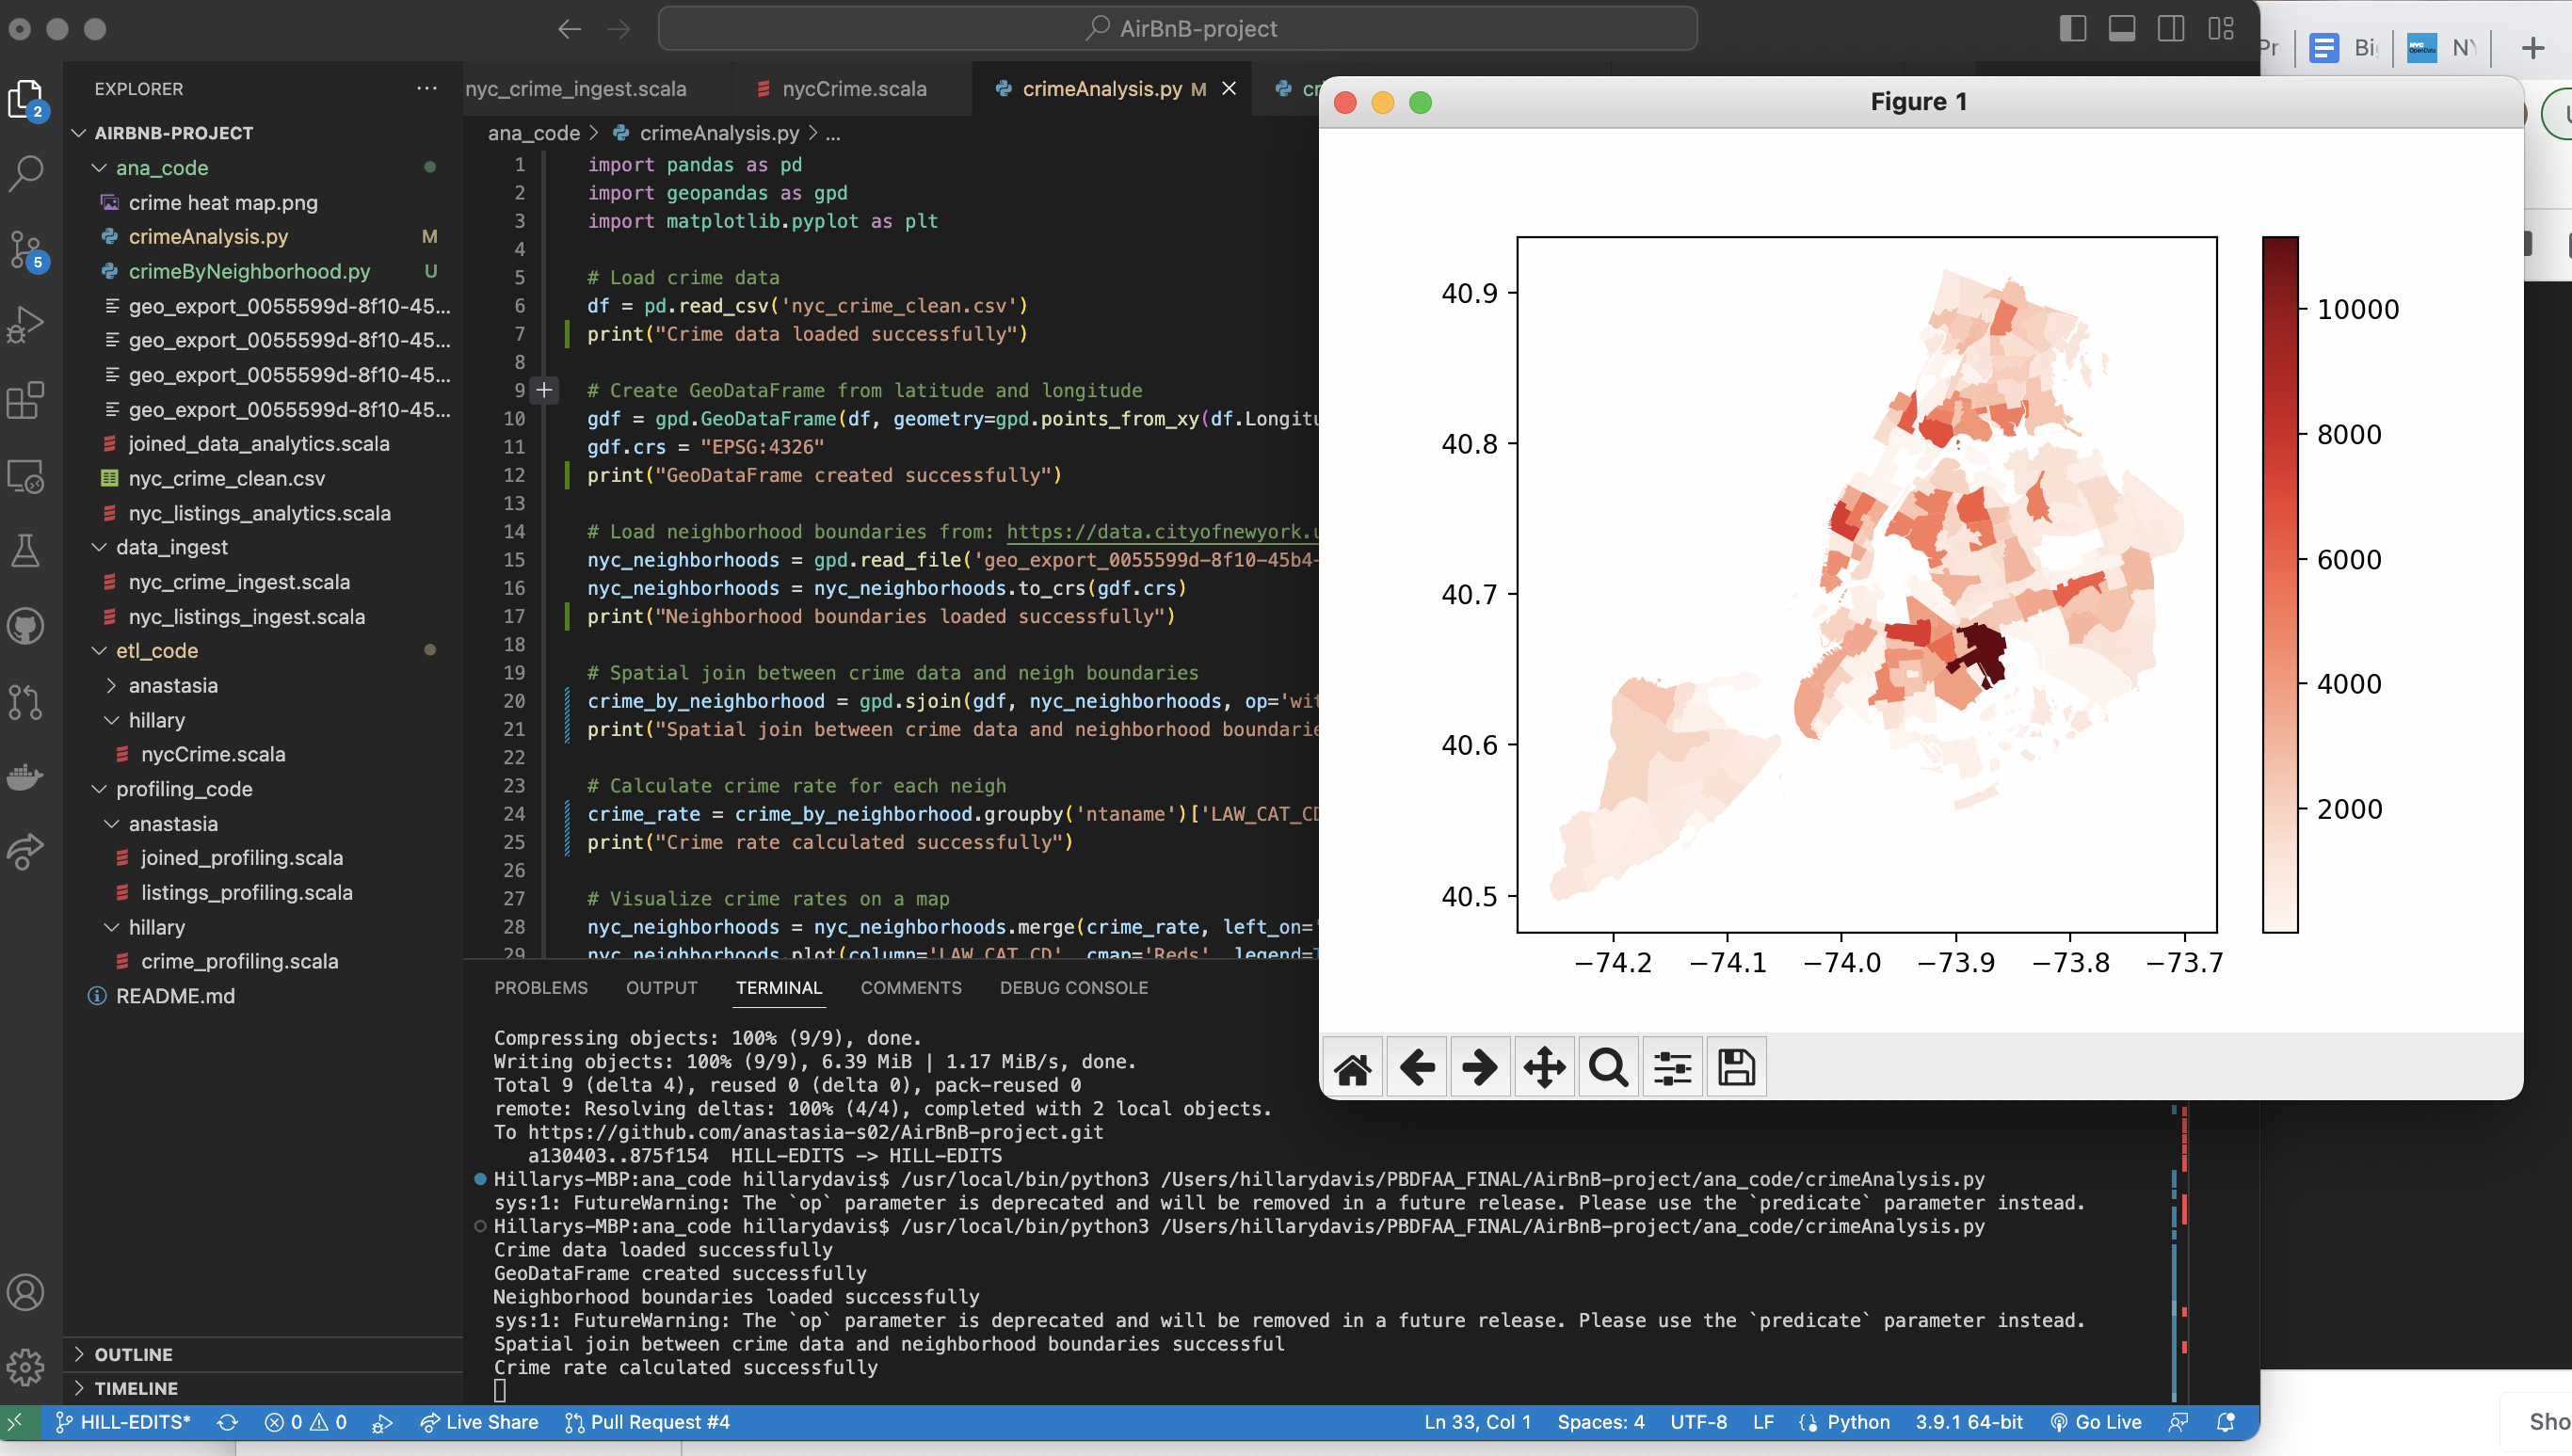 AirBnB-project
Pr
Bi
NYC OpenData
NY
EXPLORER
AIRBNB-PROJECT
ana_code
crime heat map.png
crimeAnalysis.py M
crimeByNeighborhood.py U
geo_export_0055599d-8f10-45...
geo_export_0055599d-8f10-45...
geo_export_0055599d-8f10-45...
geo_export_0055599d-8f10-45...
joined_data_analytics.scala
nyc_crime_clean.csv
nyc_listings_analytics.scala
data_ingest
nyc_crime_ingest.scala
nyc_listings_ingest.scala
etl_code
anastasia
hillary
nycCrime.scala
profiling_code
anastasia
joined_profiling.scala
listings_profiling.scala
hillary
crime_profiling.scala
README.md
OUTLINE
TIMELINE
2
5
nyc_crime_ingest.scala
nycCrime.scala
crimeAnalysis.py M
cr
ana_code > crimeAnalysis.py > ...
1 import pandas as pd
2 import geopandas as gpd
3 import matplotlib.pyplot as plt
4
5 # Load crime data
6 df = pd.read_csv('nyc_crime_clean.csv')
7 print("Crime data loaded successfully")
8
9 # Create GeoDataFrame from latitude and longitude
10 gdf = gpd.GeoDataFrame(df, geometry=gpd.points_from_xy(df.Longitu
11 gdf.crs = "EPSG:4326"
12 print("GeoDataFrame created successfully")
13
14 # Load neighborhood boundaries from: https://data.cityofnewyork.u
15 nyc_neighborhoods = gpd.read_file('geo_export_0055599d-8f10-45b4-
16 nyc_neighborhoods = nyc_neighborhoods.to_crs(gdf.crs)
17 print("Neighborhood boundaries loaded successfully")
18
19 # Spatial join between crime data and neigh boundaries
20 crime_by_neighborhood = gpd.sjoin(gdf, nyc_neighborhoods, op='wit
21 print("Spatial join between crime data and neighborhood boundarie
22
23 # Calculate crime rate for each neigh
24 crime_rate = crime_by_neighborhood.groupby('ntaname')['LAW_CAT_CD
25 print("Crime rate calculated successfully")
26
27 # Visualize crime rates on a map
28 nyc_neighborhoods = nyc_neighborhoods.merge(crime_rate, left_on='
29 nyc_neighborhoods.plot(column='LAW_CAT_CD', cmap='Reds', legend=T
Figure 1
40.9
40.8
40.7
40.6
40.5
−74.2 −74.1 −74.0 −73.9 −73.8 −73.7
10000
8000
6000
4000
2000
PROBLEMS OUTPUT TERMINAL COMMENTS DEBUG CONSOLE
Compressing objects: 100% (9/9), done.
Writing objects: 100% (9/9), 6.39 MiB | 1.17 MiB/s, done.
Total 9 (delta 4), reused 0 (delta 0), pack-reused 0
remote: Resolving deltas: 100% (4/4), completed with 2 local objects.
To https://github.com/anastasia-s02/AirBnB-project.git
a130403..875f154 HILL-EDITS -> HILL-EDITS
Hillarys-MBP:ana_code hillarydavis$ /usr/local/bin/python3 /Users/hillarydavis/PBDFAA_FINAL/AirBnB-project/ana_code/crimeAnalysis.py
sys:1: FutureWarning: The `op` parameter is deprecated and will be removed in a future release. Please use the `predicate` parameter instead.
Hillarys-MBP:ana_code hillarydavis$ /usr/local/bin/python3 /Users/hillarydavis/PBDFAA_FINAL/AirBnB-project/ana_code/crimeAnalysis.py
Crime data loaded successfully
GeoDataFrame created successfully
Neighborhood boundaries loaded successfully
sys:1: FutureWarning: The `op` parameter is deprecated and will be removed in a future release. Please use the `predicate` parameter instead.
Spatial join between crime data and neighborhood boundaries successful
Crime rate calculated successfully
HILL-EDITS* 0 0 Live Share Pull Request #4 Ln 33, Col 1 Spaces: 4 UTF-8 LF Python 3.9.1 64-bit Go Live
Sho